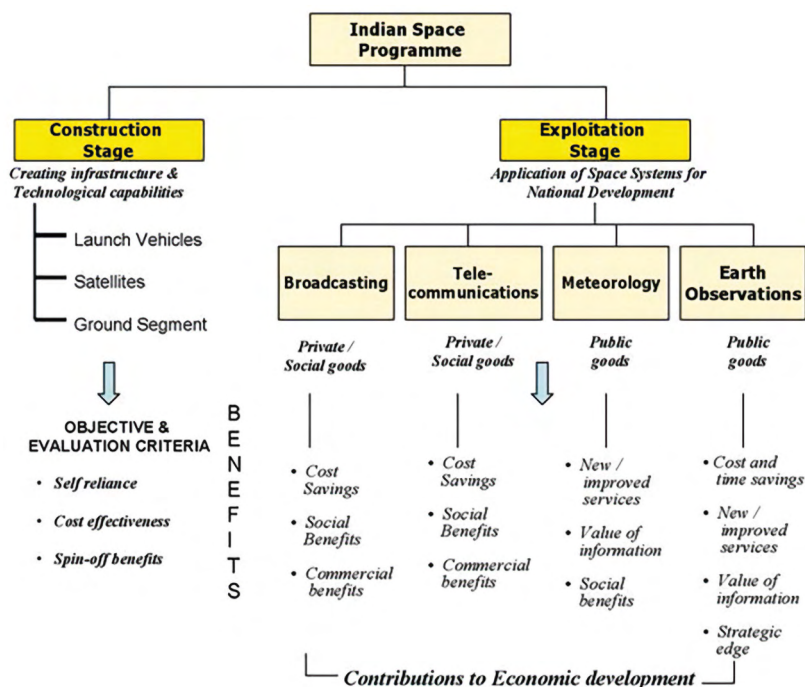 Indian Space
Programme
Construction
Stage
Creating infrastructure &
Technological capabilities
Launch Vehicles
Satellites
Ground Segment
OBJECTIVE &
EVALUATION CRITERIA
• Self reliance
• Cost effectiveness
• Spin-off benefits
Exploitation
Stage
Application of Space Systems for
National Development
BENEFITS
Broadcasting
Private /
Social goods
• Cost
Savings
• Social
Benefits
• Commercial
benefits
Tele-
communications
Private /
Social goods
• Cost
Savings
• Social
Benefits
• Commercial
benefits
Meteorology
Public
goods
• New /
improved
services
• Value of
information
• Social
benefits
Earth
Observations
Public
goods
• Cost and
time savings
• New /
improved
services
• Value of
information
• Strategic
edge
Contributions to Economic development